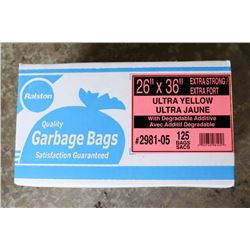 Ralston
Quality
Garbage Bags
Satisfaction Guaranteed
26" x 36"
EXTRA STRONG/
EXTRA FORT
ULTRA YELLOW
ULTRA JAUNE
With Degradable Additive
Avec Additif Dégradable
#2981-05
125
BAGS
SACS